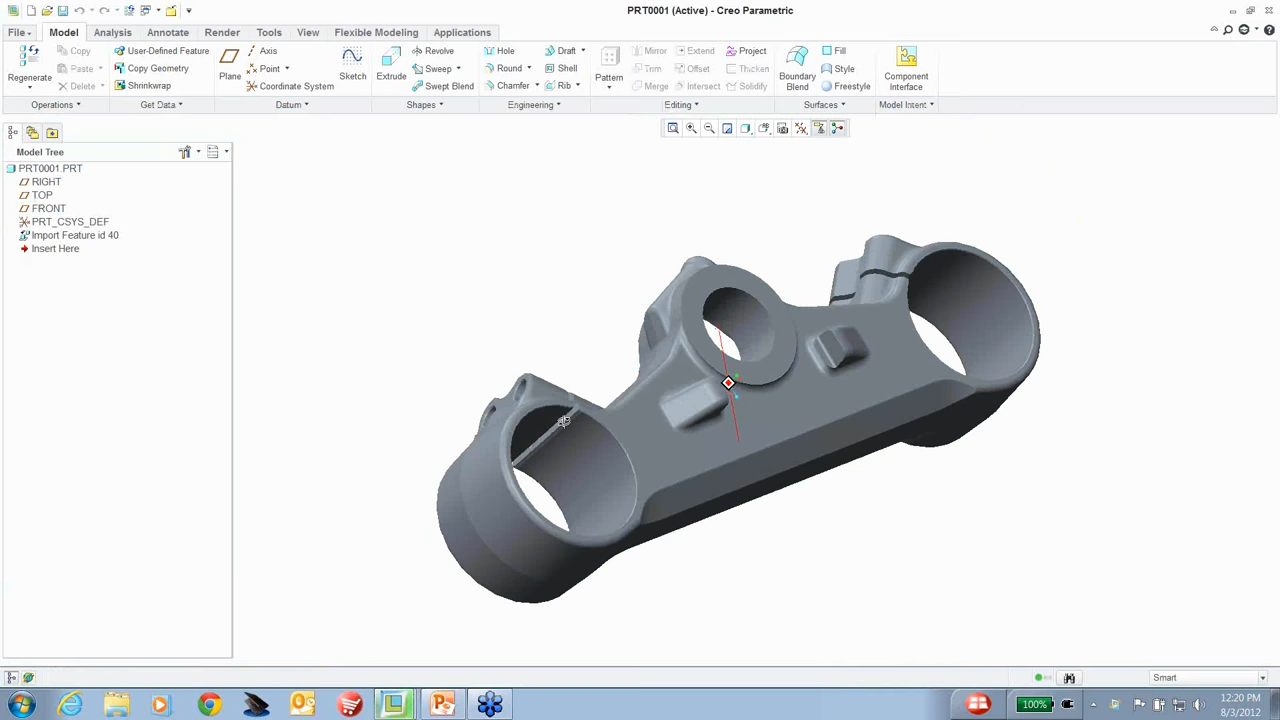 PRT0001 (Active) - Creo Parametric
File Model Analysis Annotate Render Tools View Flexible Modeling Applications
Regenerate
Copy
Paste
Delete
Operations
User-Defined Feature
Copy Geometry
Shrinkwrap
Get Data
Plane
Axis
Point
Coordinate System
Sketch
Datum
Extrude
Revolve
Sweep
Swept Blend
Shapes
Hole
Round
Chamfer
Draft
Shell
Rib
Engineering
Pattern
Mirror
Trim
Merge
Extend
Offset
Intersect
Project
Thicken
Solidify
Editing
Boundary
Blend
Fill
Style
Freestyle
Surfaces
Component
Interface
Model Intent
Model Tree
PRT0001.PRT
RIGHT
TOP
FRONT
PRT_CSYS_DEF
Import Feature id 40
Insert Here
Smart
100%
12:20 PM
8/3/2012